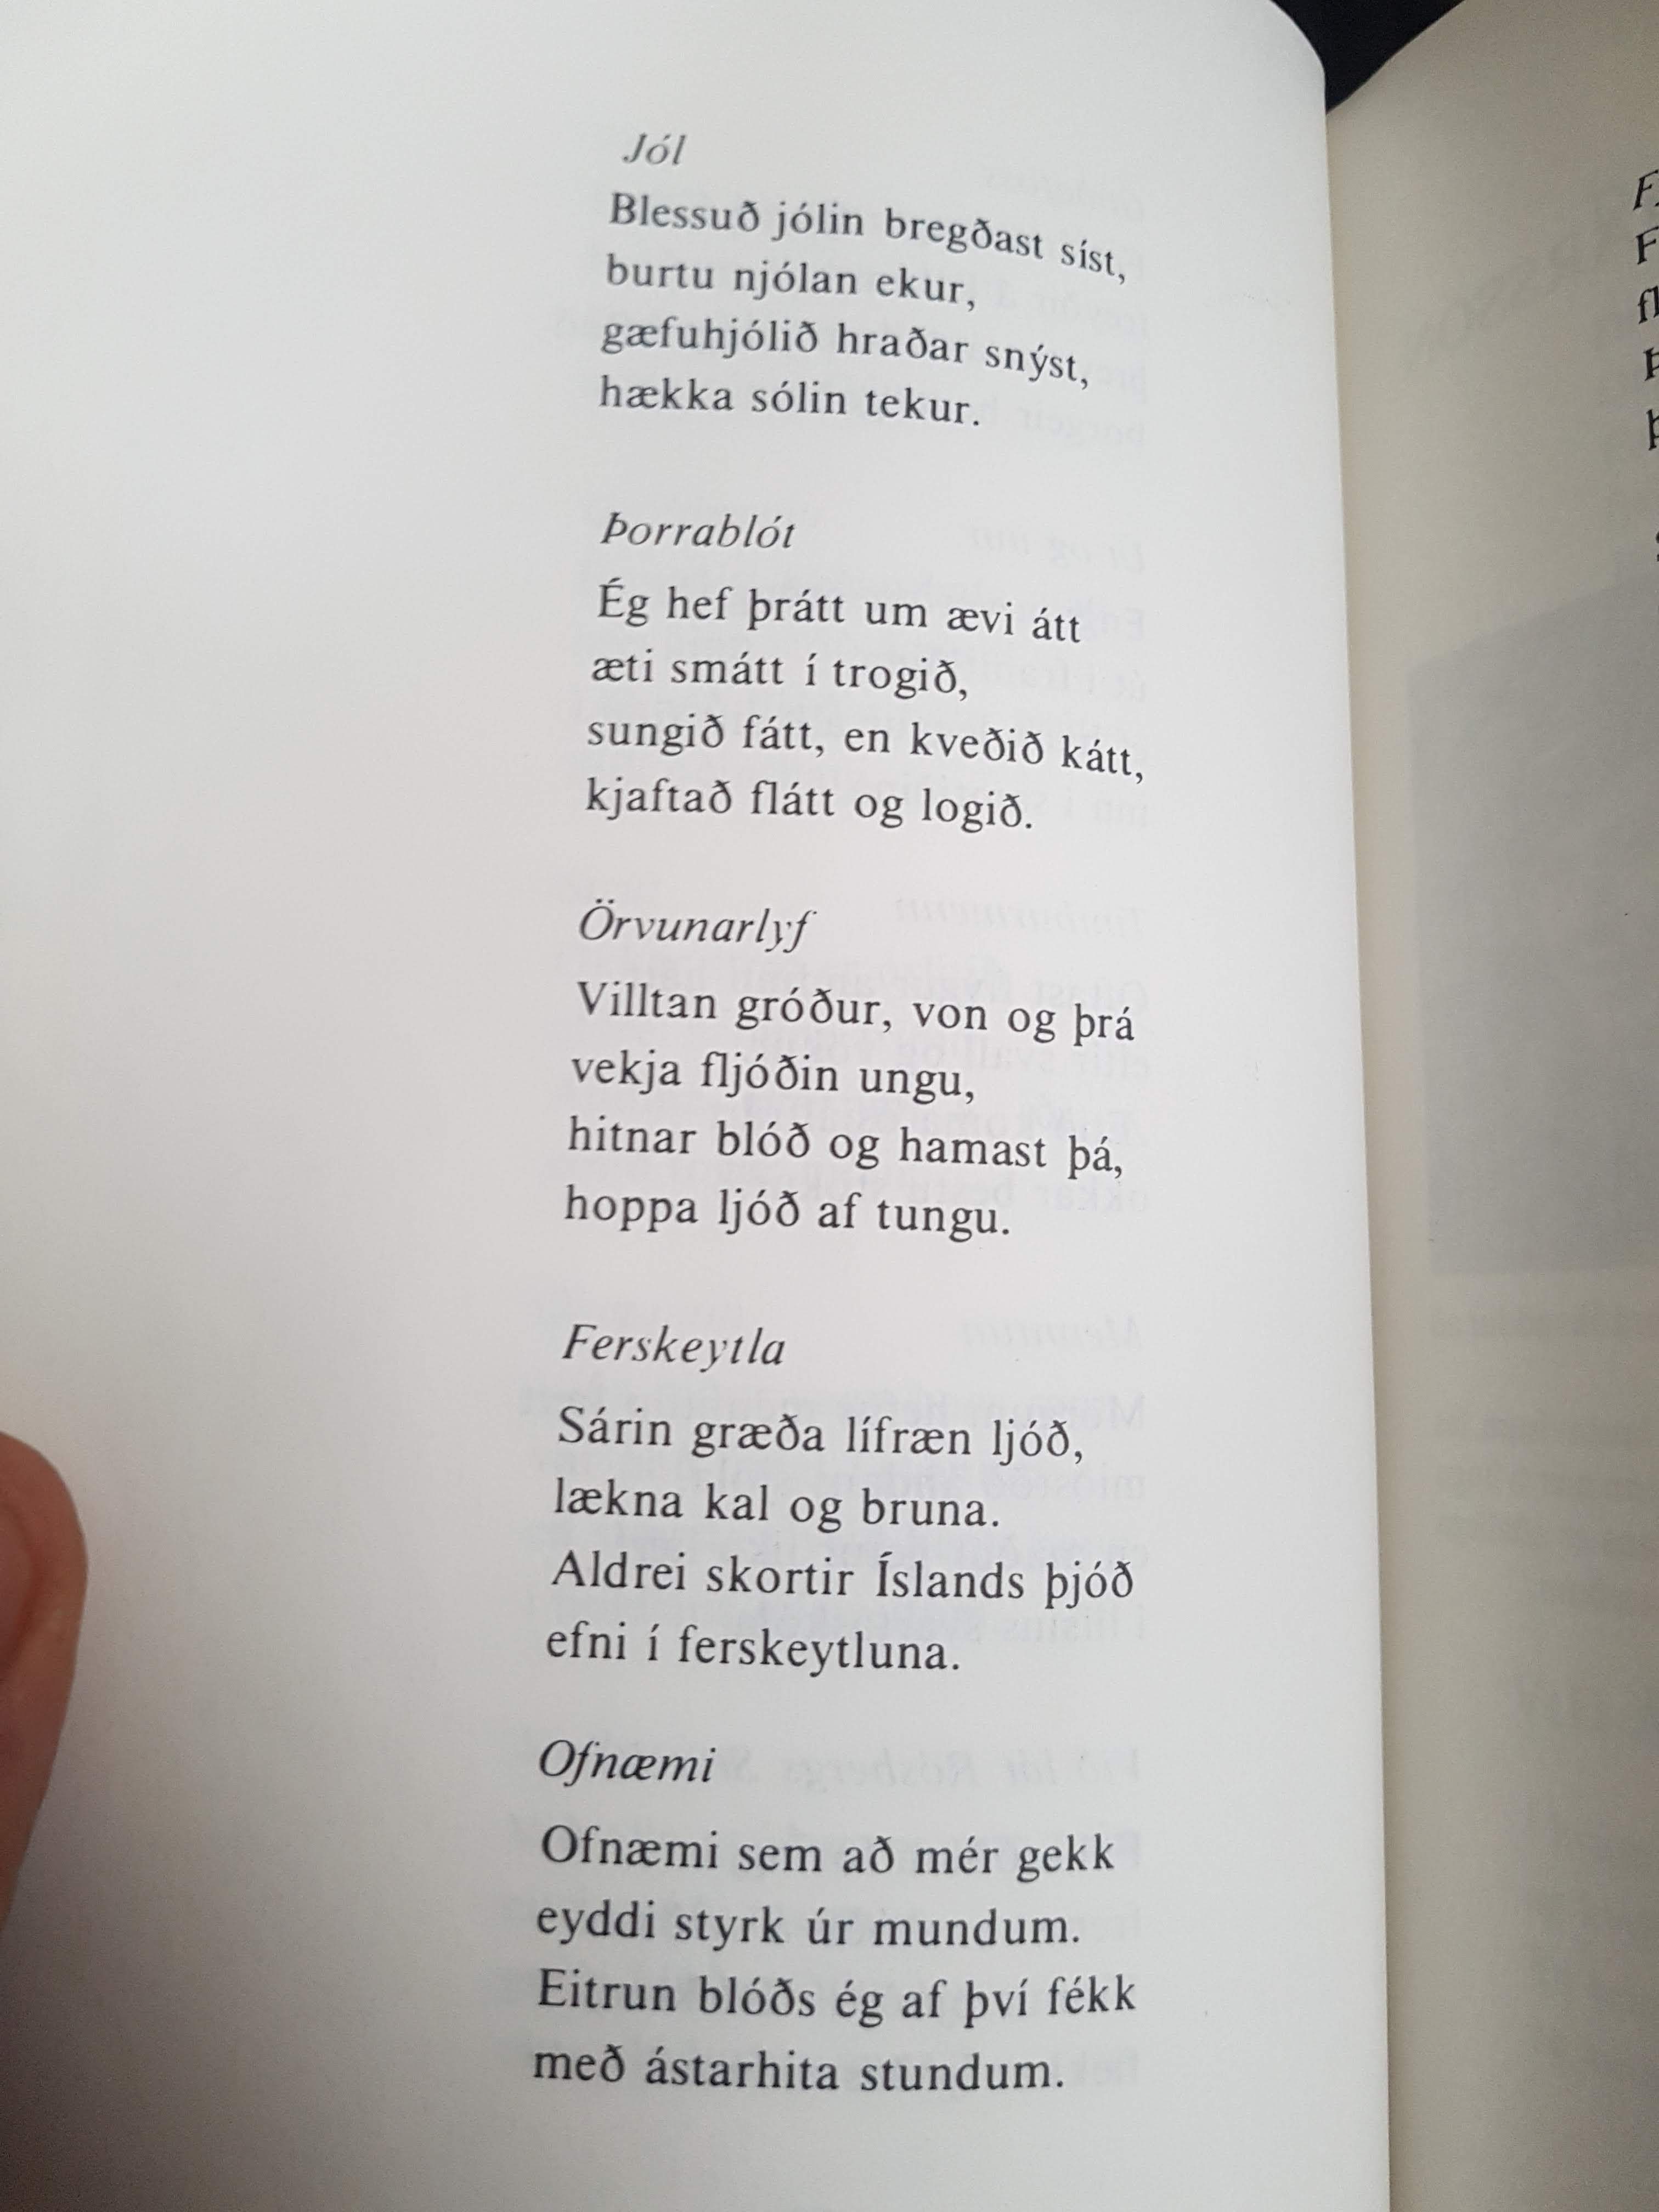 Jól
Blessuð jólin bregðast síst,
burtu njólan ekur,
gæfuhjólið hraðar snýst,
hækka sólin tekur.
Þorrablót
Ég hef þrátt um ævi átt
æti smátt í trogið,
sungið fátt, en kveðið kátt,
kjaftað flátt og logið.
Örvunarlyf
Villtan gróður, von og þrá
vekja fljóðin ungu,
hitnar blóð og hamast þá,
hoppa ljóð af tungu.
Ferskeytla
Sárin græða lífræn ljóð,
lækna kal og bruna.
Aldrei skortir Íslands þjóð
efni í ferskeytluna.
Ofnæmi
Ofnæmi sem að mér gekk
eyddi styrk úr mundum.
Eitrun blóðs ég af því fékk
með ástarhita stundum.